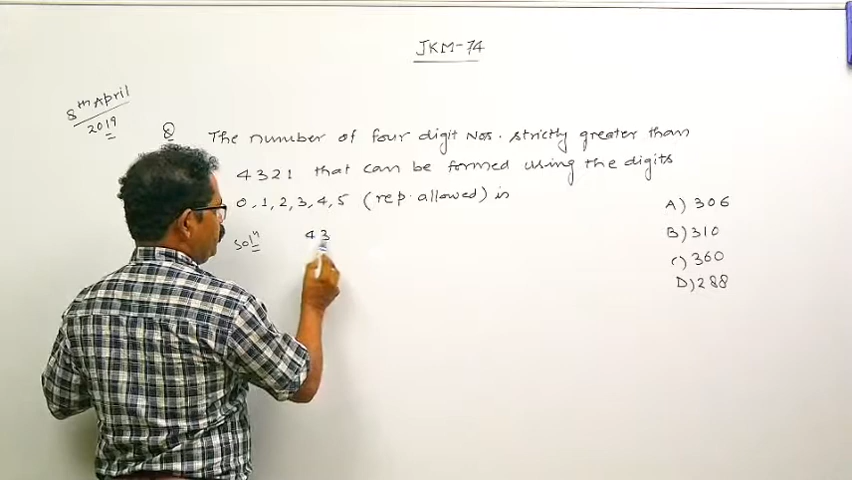 JKM-74
8th April
2019
Q The number of four digit Nos. strictly greater than
4321 that can be formed using the digits
0,1,2,3,4,5 (rep. allowed) is
Soln 43
A) 306
B) 310
C) 360
D) 288